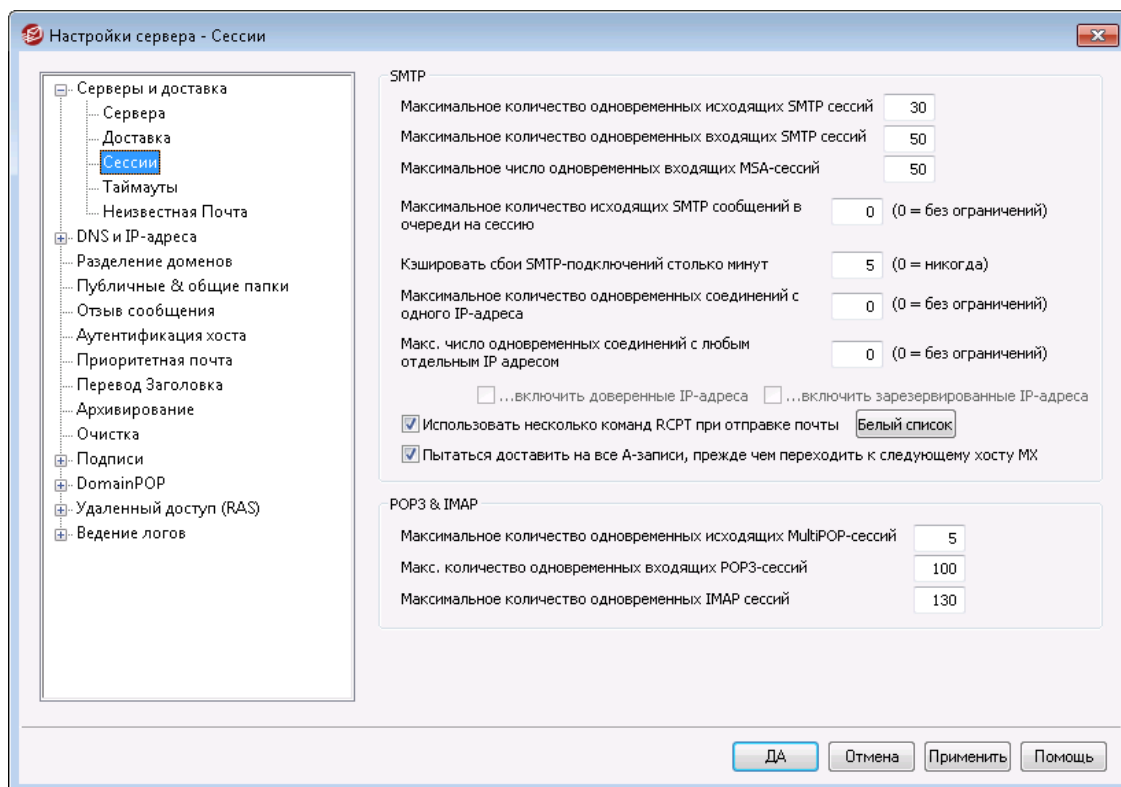 Настройки сервера - Сессии
Серверы и доставка
Сервера
Доставка
Сессии
Таймауты
Неизвестная Почта
DNS и IP-адреса
Разделение доменов
Публичные & общие папки
Отзыв сообщения
Аутентификация хоста
Приоритетная почта
Перевод Заголовка
Архивирование
Очистка
Подписи
DomainPOP
Удаленный доступ (RAS)
Ведение логов
SMTP
Максимальное количество одновременных исходящих SMTP сессий 30
Максимальное количество одновременных входящих SMTP сессий 50
Максимальное число одновременных входящих MSA-сессий 50
Максимальное количество исходящих SMTP сообщений в
очереди на сессию 0 (0 = без ограничений)
Кэшировать сбои SMTP-подключений столько минут 5 (0 = никогда)
Максимальное количество одновременных соединений с
одного IP-адреса 0 (0 = без ограничений)
Макс. число одновременных соединений с любым
отдельным IP адресом 0 (0 = без ограничений)
...включить доверенные IP-адреса ...включить зарезервированные IP-адреса
Использовать несколько команд RCPT при отправке почты Белый список
Пытаться доставить на все A-записи, прежде чем переходить к следующему хосту MX
POP3 & IMAP
Максимальное количество одновременных исходящих MultiPOP-сессий 5
Макс. количество одновременных входящих POP3-сессий 100
Максимальное количество одновременных IMAP сессий 130
ДА Отмена Применить Помощь